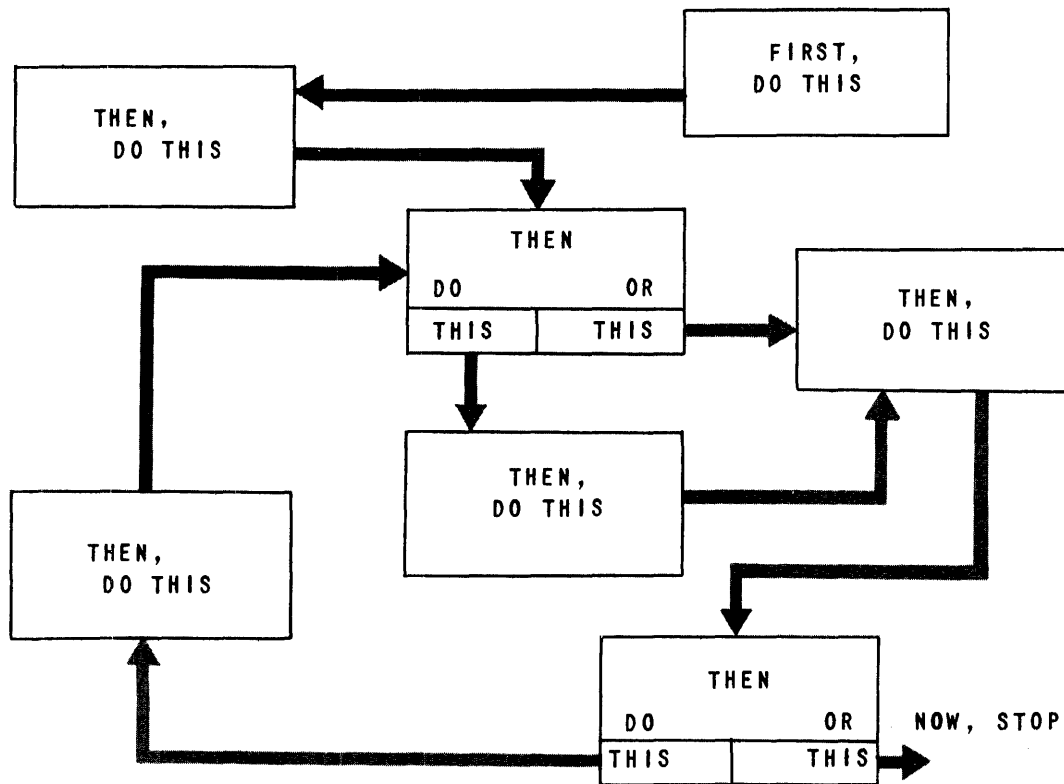 FIRST,
DO THIS
THEN,
DO THIS
THEN
DO OR
THIS THIS
THEN,
DO THIS
THEN,
DO THIS
THEN,
DO THIS
THEN
DO OR
THIS THIS
NOW, STOP